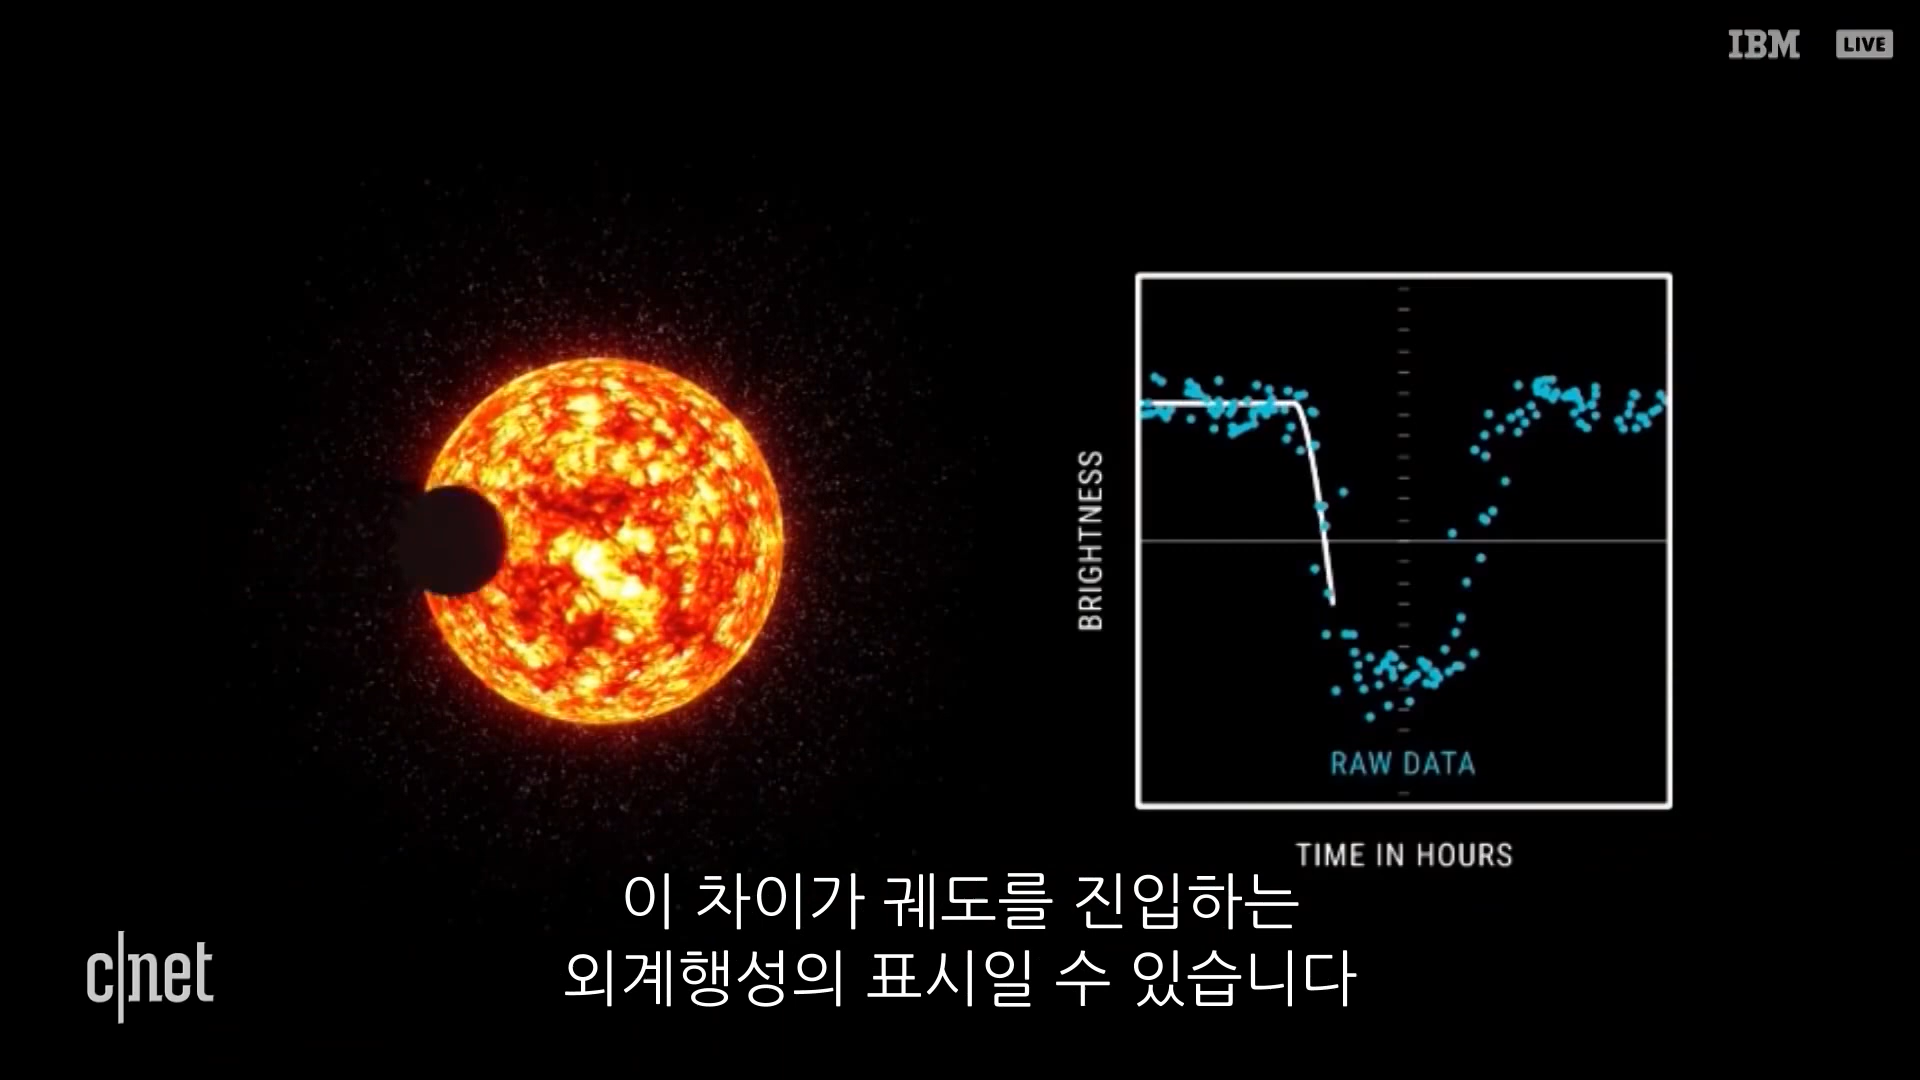 IBM LIVE
BRIGHTNESS
RAW DATA
TIME IN HOURS
이 차이가 궤도를 진입하는
외계행성의 표시일 수 있습니다
c|net